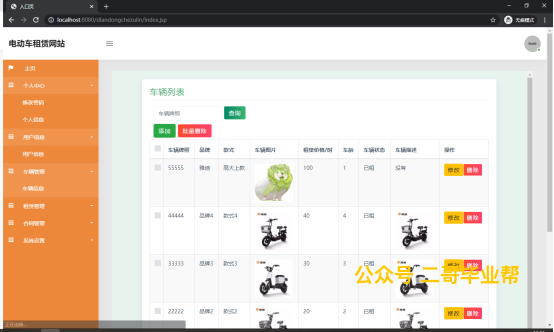 入口页
localhost:8080/diandongchezulin/index.jsp
无痕模式
电动车租赁网站
主页
个人中心
修改密码
个人信息
用户信息
用户信息
车辆管理
车辆信息
租赁管理
合同管理
系统设置
车辆列表
车辆牌照
查询
添加 批量删除
车辆牌照 品牌 款式 车辆图片 租赁价格/时 车龄 车辆状态 车辆描述 操作
55555 雅迪 高大上款 100 1 已租 没有 修改 删除
44444 品牌4 款式4 40 4 已租 修改 删除
33333 品牌3 款式3 30 3 已租 修改 删除
公众号:二哥毕业帮
22222 品牌2 款式2 20 2 已租 修改 删除